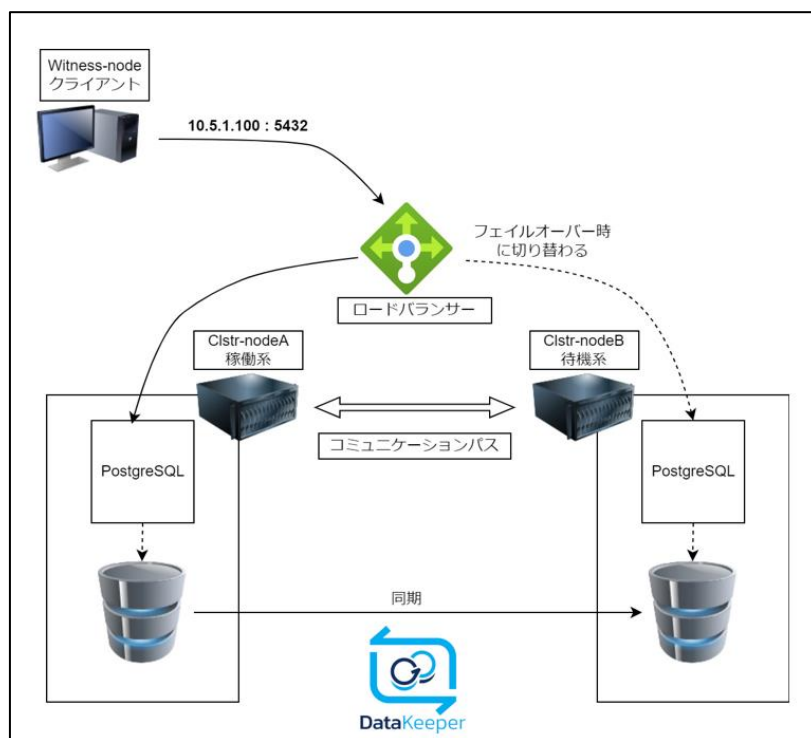 Witness-node
クライアント
10.5.1.100：5432
フェイルオーバー時
に切り替わる
ロードバランサー
Clstr-nodeA
稼働系
Clstr-nodeB
待機系
コミュニケーションパス
PostgreSQL
PostgreSQL
同期
DataKeeper